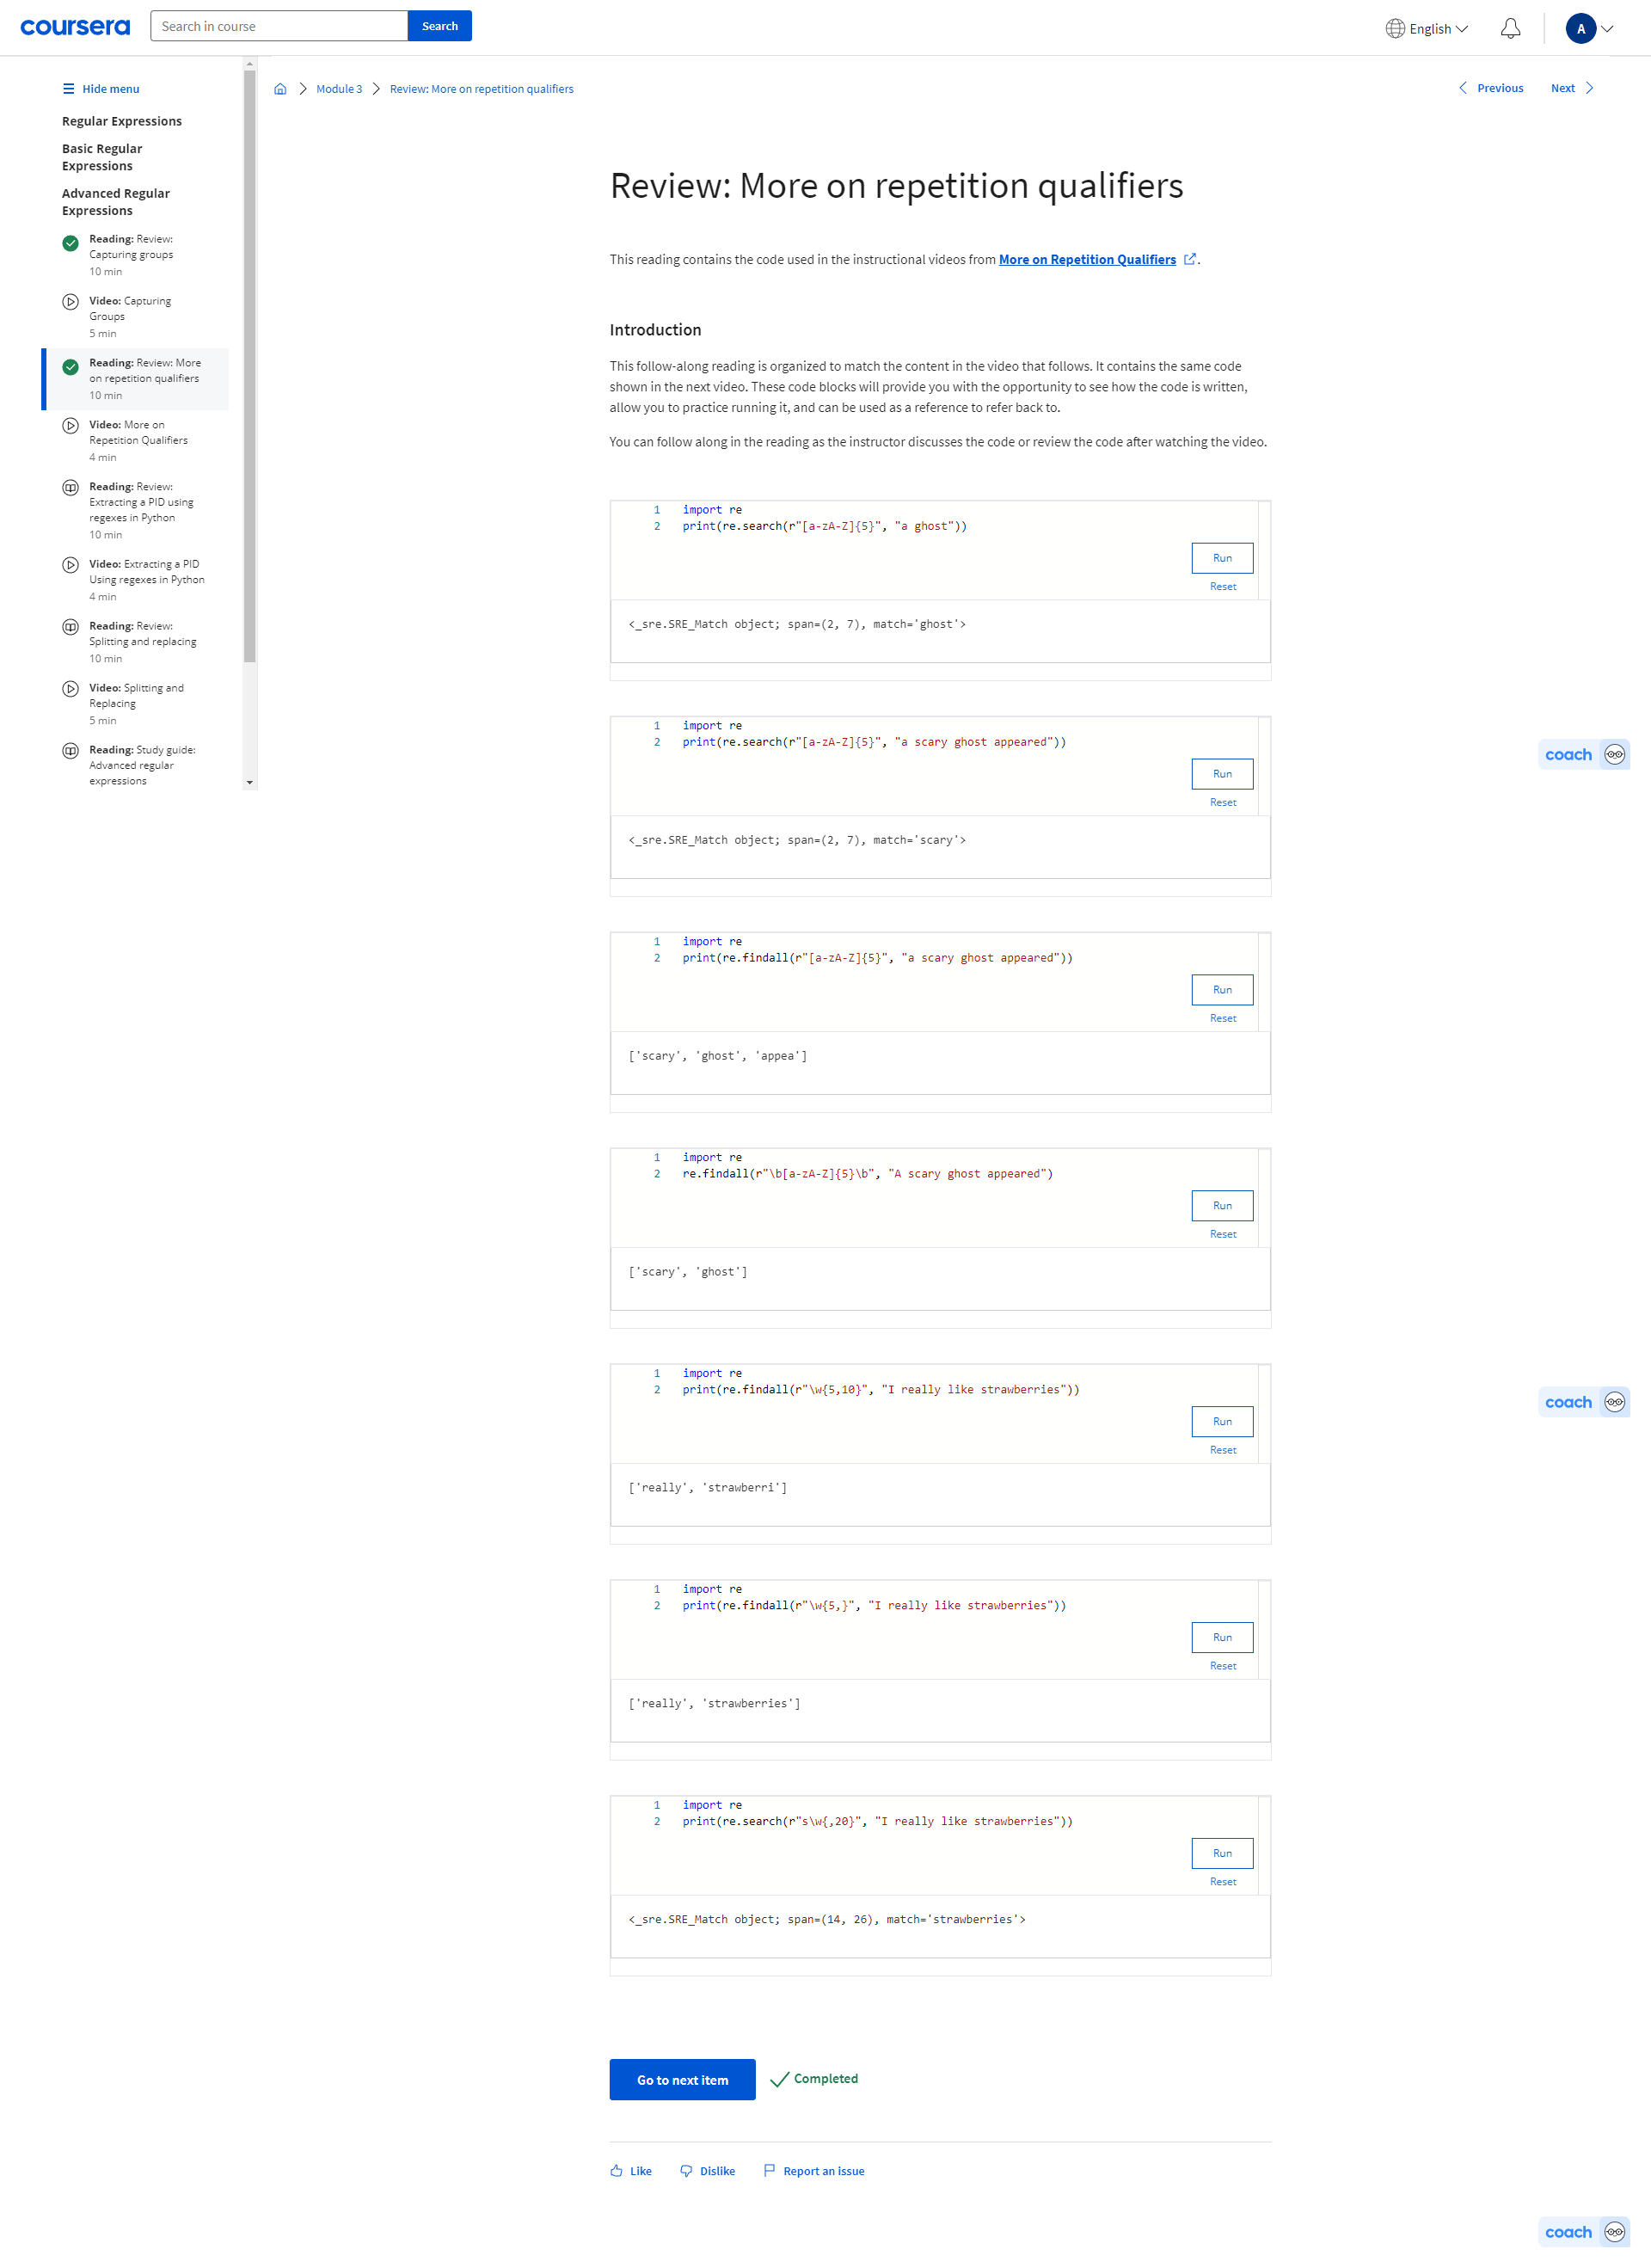 coursera
Search in course
Search
English
A
Hide menu
Regular Expressions
Basic Regular
Expressions
Advanced Regular
Expressions
Reading: Review:
Capturing groups
10 min
Video: Capturing
Groups
5 min
Reading: Review: More
on repetition qualifiers
10 min
Video: More on
Repetition Qualifiers
4 min
Reading: Review:
Extracting a PID using
regexes in Python
10 min
Video: Extracting a PID
Using regexes in Python
4 min
Reading: Review:
Splitting and replacing
10 min
Video: Splitting and
Replacing
5 min
Reading: Study guide:
Advanced regular
expressions
Module 3
Review: More on repetition qualifiers
Previous
Next
Review: More on repetition qualifiers
This reading contains the code used in the instructional videos from More on Repetition Qualifiers .
Introduction
This follow-along reading is organized to match the content in the video that follows. It contains the same code
shown in the next video. These code blocks will provide you with the opportunity to see how the code is written,
allow you to practice running it, and can be used as a reference to refer back to.
You can follow along in the reading as the instructor discusses the code or review the code after watching the video.
1 import re
2 print(re.search(r"[a-zA-Z]{5}", "a ghost"))
Run
Reset
<_sre.SRE_Match object; span=(2, 7), match='ghost'>
1 import re
2 print(re.search(r"[a-zA-Z]{5}", "a scary ghost appeared"))
Run
Reset
<_sre.SRE_Match object; span=(2, 7), match='scary'>
coach
1 import re
2 print(re.findall(r"[a-zA-Z]{5}", "a scary ghost appeared"))
Run
Reset
['scary', 'ghost', 'appea']
1 import re
2 re.findall(r"\b[a-zA-Z]{5}\b", "A scary ghost appeared")
Run
Reset
['scary', 'ghost']
1 import re
2 print(re.findall(r"\w{5,10}", "I really like strawberries"))
Run
Reset
['really', 'strawberri']
coach
1 import re
2 print(re.findall(r"\w{5,}", "I really like strawberries"))
Run
Reset
['really', 'strawberries']
1 import re
2 print(re.search(r"s\w{,20}", "I really like strawberries"))
Run
Reset
<_sre.SRE_Match object; span=(14, 26), match='strawberries'>
Go to next item
Completed
Like
Dislike
Report an issue
coach